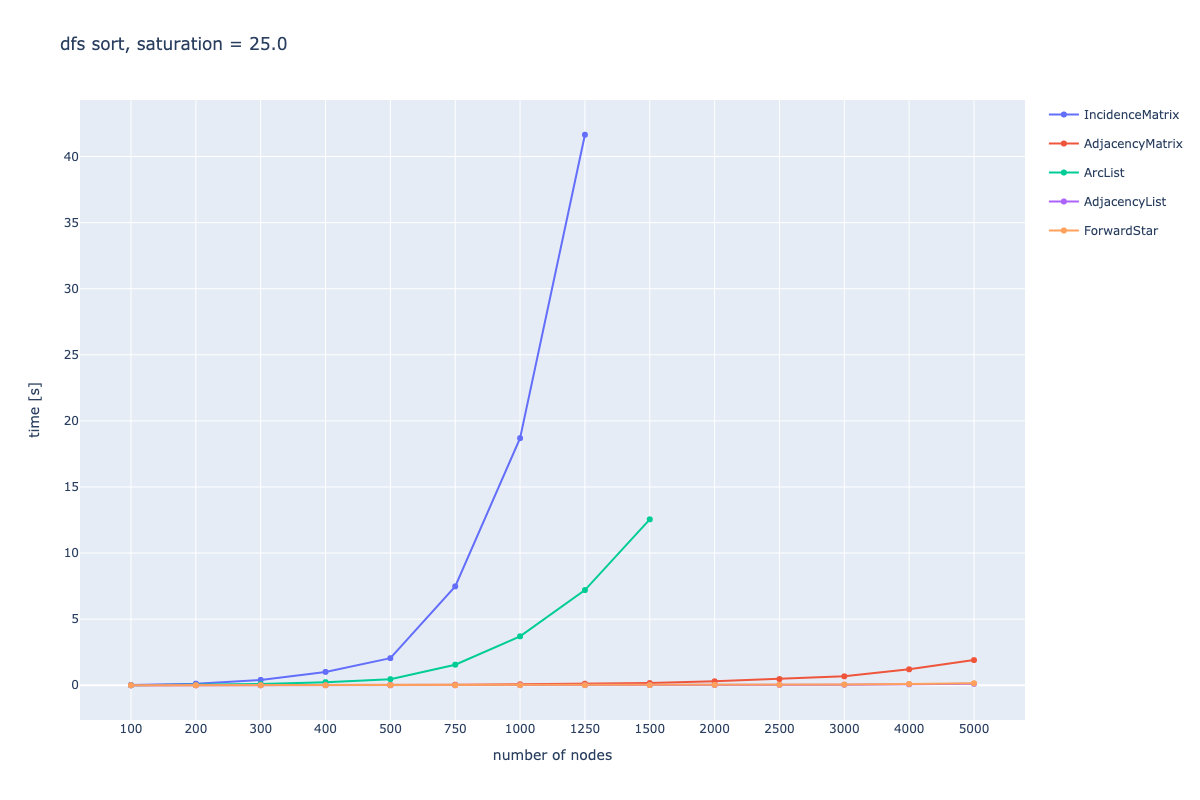 dfs sort, saturation = 25.0
IncidenceMatrix
AdjacencyMatrix
ArcList
AdjacencyList
ForwardStar
time [s]
40
35
30
25
20
15
10
5
0
100 200 300 400 500 750 1000 1250 1500 2000 2500 3000 4000 5000
number of nodes